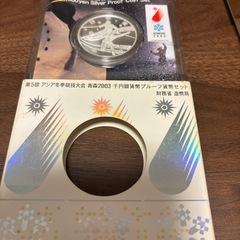 Silver Proof Coin Set
第5回 アジア冬季競技大会 青森2003 千円銀貨幣プルーフ貨幣セット
財務省 造幣局